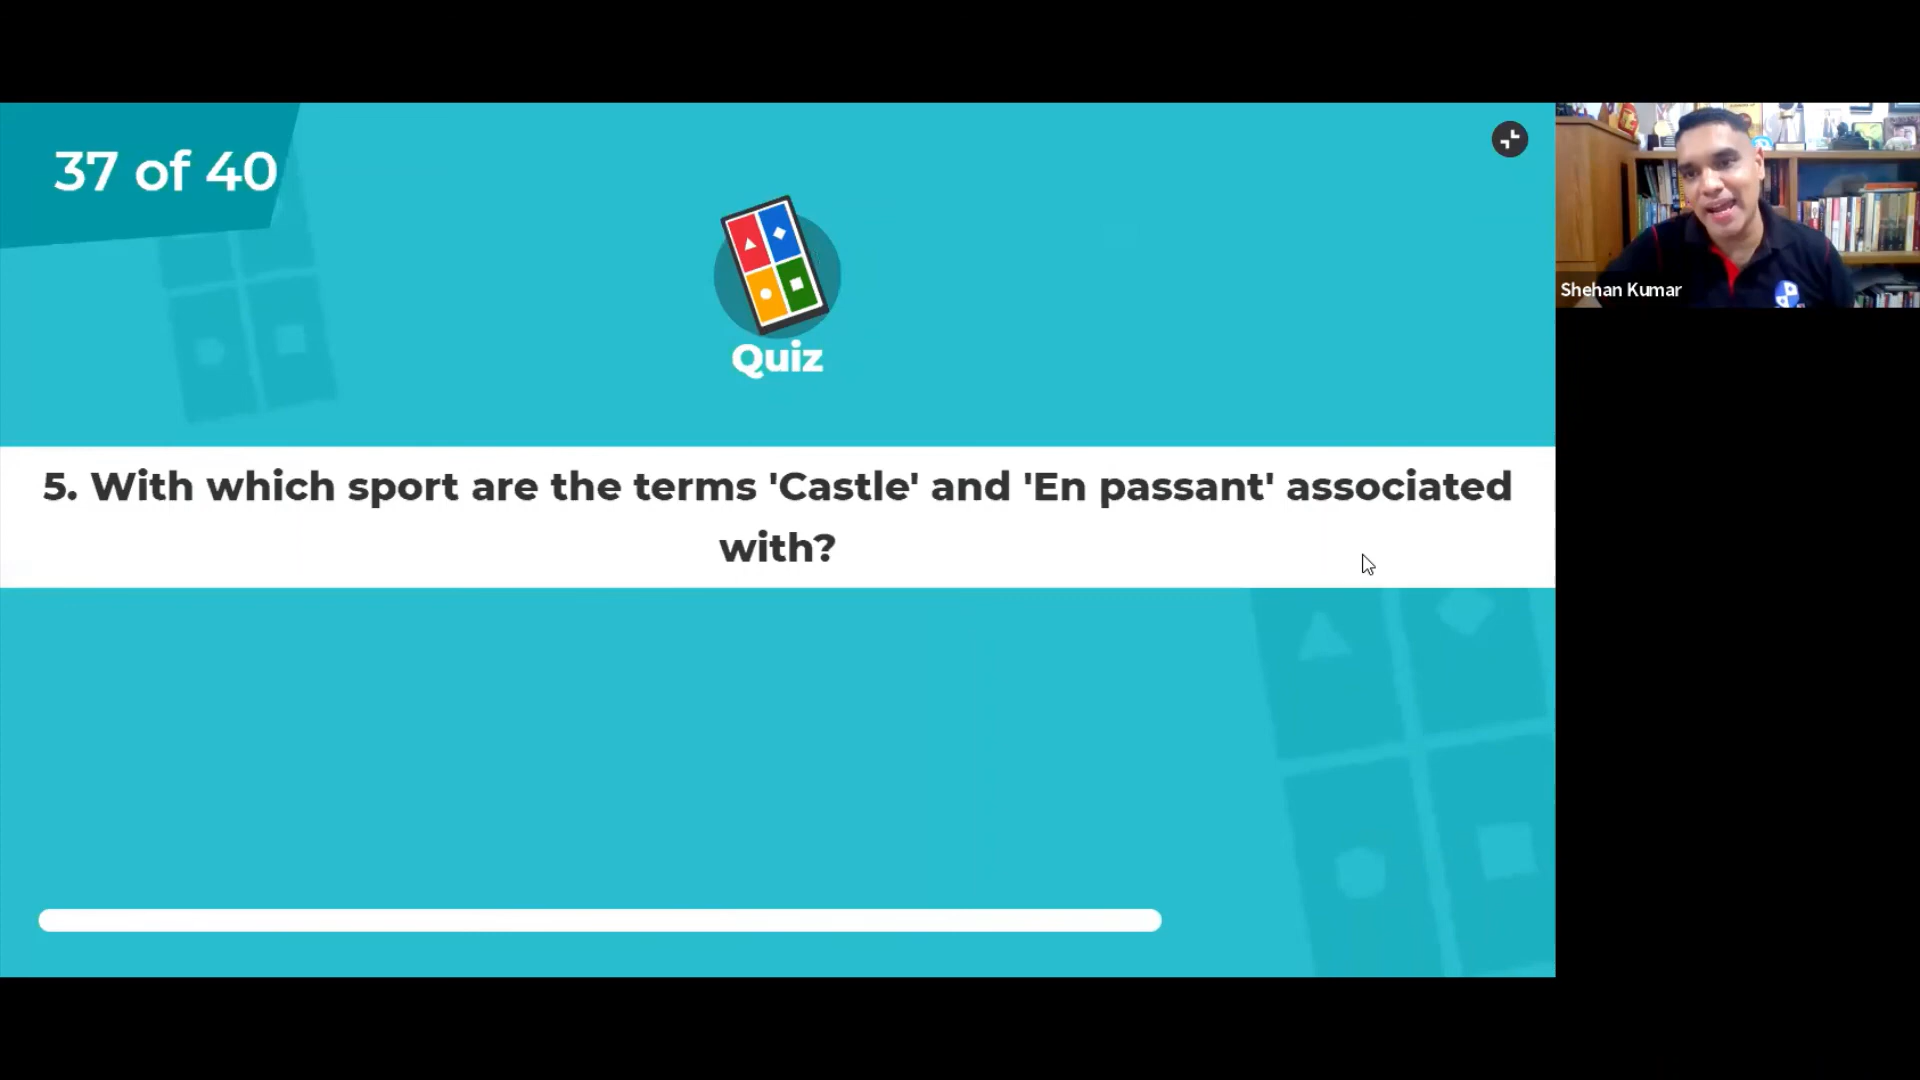 37 of 40
Quiz
5. With which sport are the terms 'Castle' and 'En passant' associated
with?
Shehan Kumar